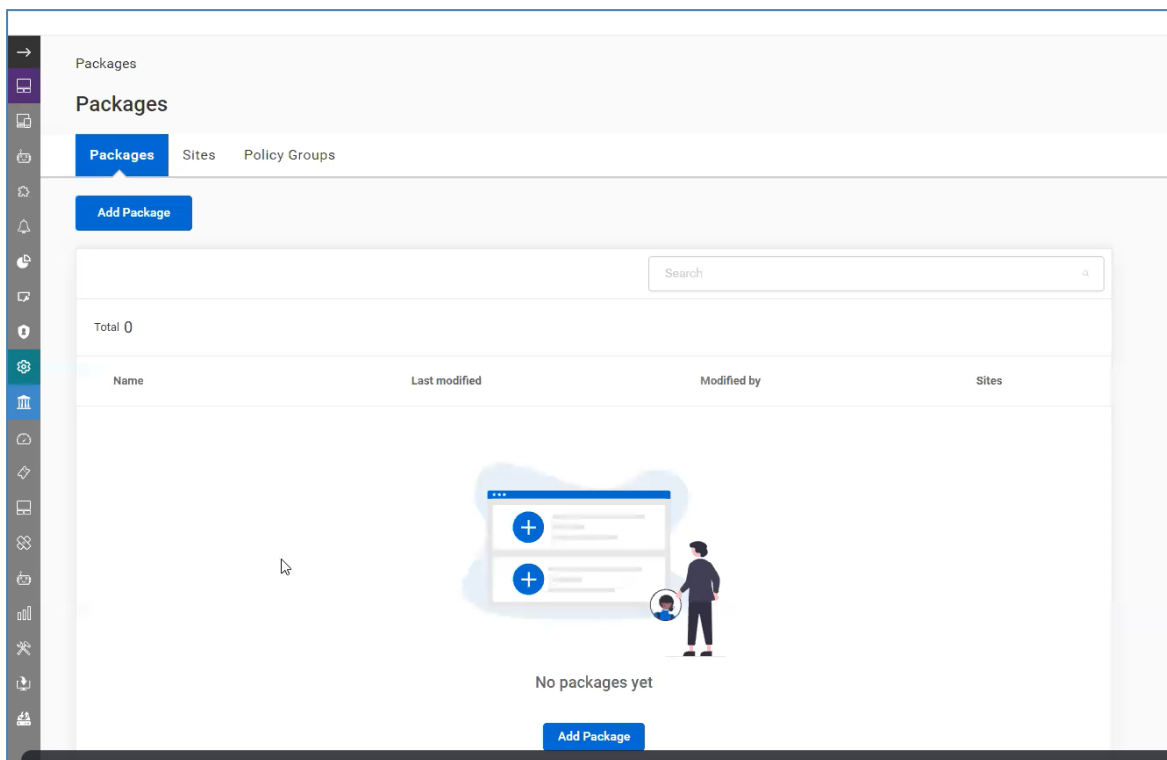 Packages
Packages
Packages Sites Policy Groups
Add Package
Search
Total 0
Name Last modified Modified by Sites
No packages yet
Add Package